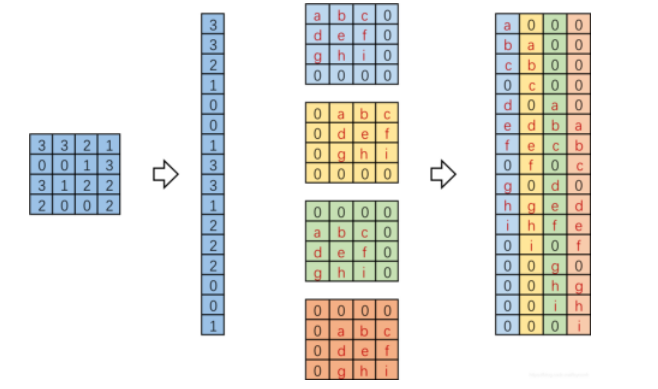 3 3 2 1
0 0 1 3
3 1 2 2
2 0 0 2
3
3
2
1
0
0
1
3
3
1
2
2
2
0
0
1
a b c 0
d e f 0
g h i 0
0 0 0 0
0 a b c
0 d e f
0 g h i
0 0 0 0
0 0 0 0
a b c 0
d e f 0
g h i 0
0 0 0 0
0 a b c
0 d e f
0 g h i
a 0 0 0
b a 0 0
c b 0 0
0 c 0 0
d 0 a 0
e d b a
f e c b
0 f 0 c
g 0 d 0
h g e d
i h f e
0 i 0 f
0 0 g 0
0 0 h g
0 0 i h
0 0 0 i